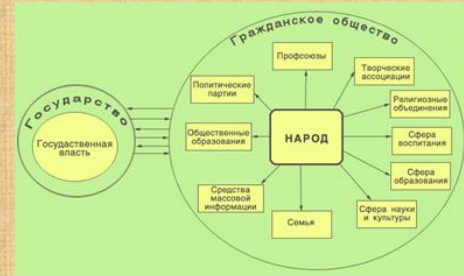 Гражданское общество
Профсоюзы
Творческие
ассоциации
Политические
партии
Религиозные
объединения
Государство
Госудаственная
власть
Общественные
образования
НАРОД
Сфера
воспитания
Сфера
образования
Средства
массовой
информации
Семья
Сфера науки
и культуры